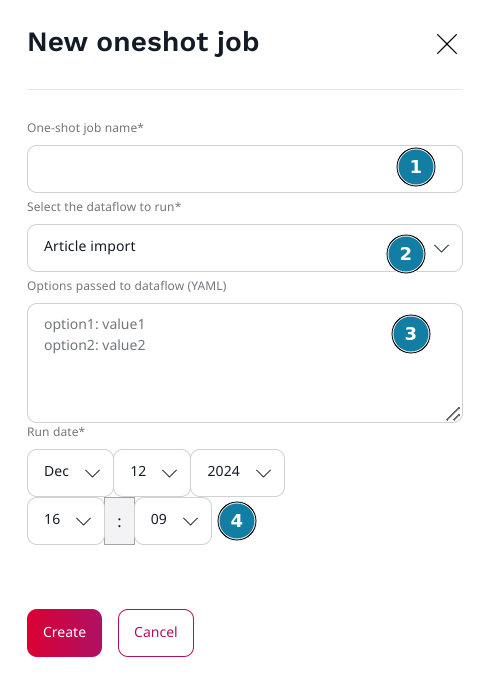 New oneshot job
One-shot job name*
1
Select the dataflow to run*
Article import
2
Options passed to dataflow (YAML)
option1: value1
option2: value2
3
Run date*
Dec 12 2024
16 : 09
4
Create Cancel